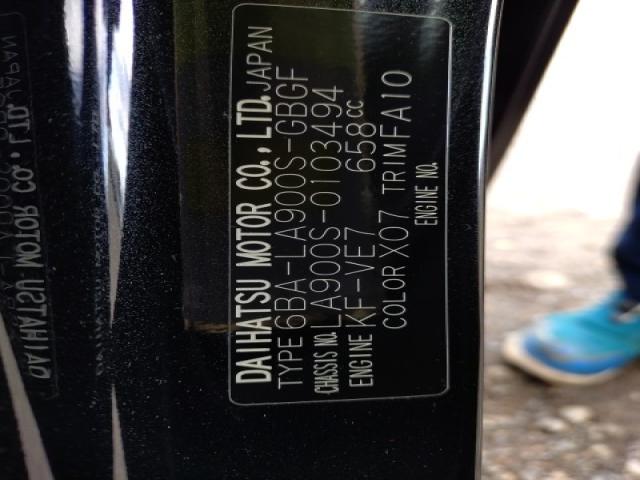 DAIHATSU MOTOR CO., LTD. JAPAN
TYPE 6BA-LA900S-GBGF
CHASSIS NO. LA900S-0103494
ENGINE KF-VE7 658cc
COLOR X07 TRIM FA10
ENGINE NO.